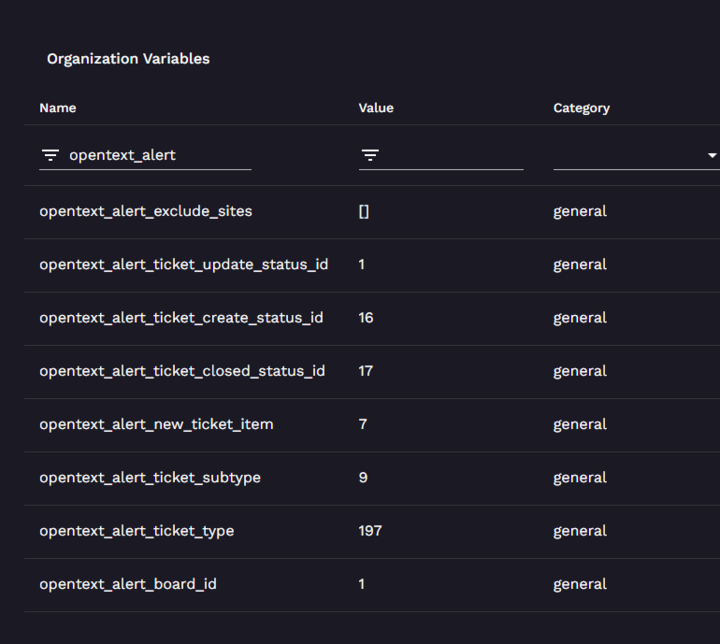 Organization Variables
Name Value Category
opentext_alert
opentext_alert_exclude_sites [] general
opentext_alert_ticket_update_status_id 1 general
opentext_alert_ticket_create_status_id 16 general
opentext_alert_ticket_closed_status_id 17 general
opentext_alert_new_ticket_item 7 general
opentext_alert_ticket_subtype 9 general
opentext_alert_ticket_type 197 general
opentext_alert_board_id 1 general